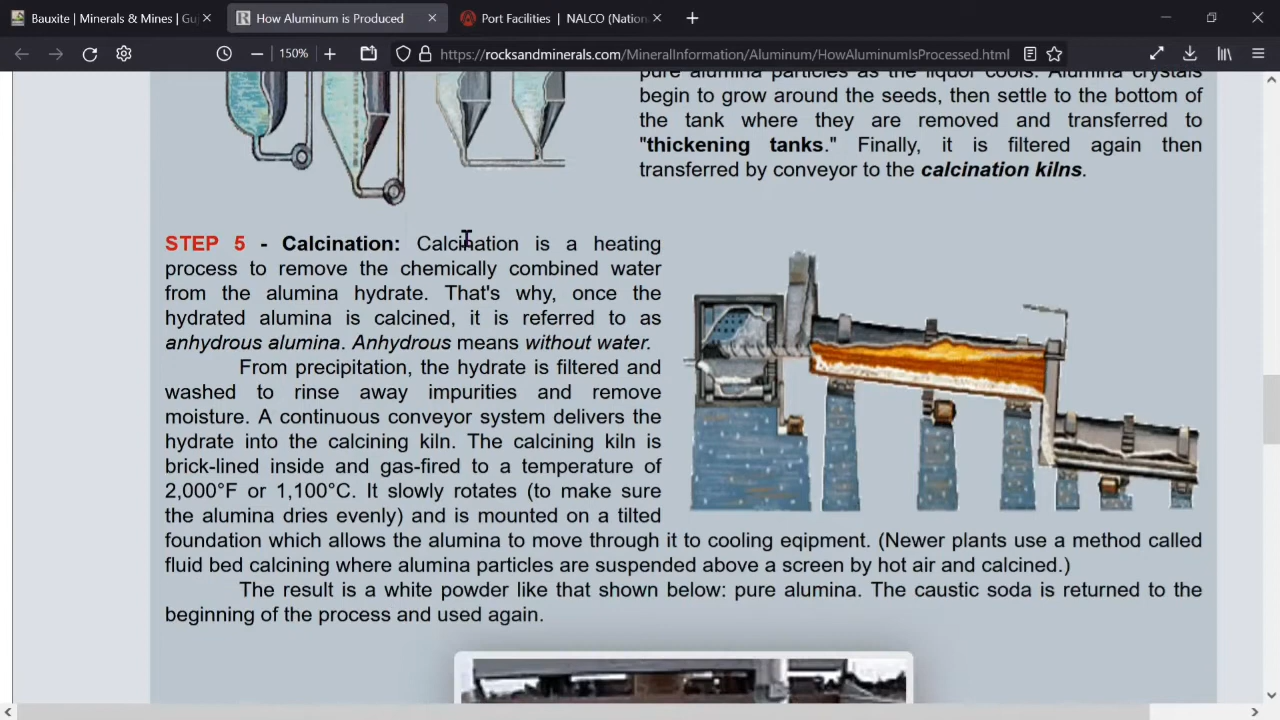 Bauxite | Minerals & Mines | Gu
How Aluminum is Produced
Port Facilities | NALCO (Nation
150%
https://rocksandminerals.com/MineralInformation/Aluminum/HowAluminumIsProcessed.html
pure alumina particles as the liquor cools. Alumina crystals
begin to grow around the seeds, then settle to the bottom of
the tank where they are removed and transferred to
"thickening tanks." Finally, it is filtered again then
transferred by conveyor to the calcination kilns.
STEP 5 - Calcination: Calcination is a heating
process to remove the chemically combined water
from the alumina hydrate. That's why, once the
hydrated alumina is calcined, it is referred to as
anhydrous alumina. Anhydrous means without water.
From precipitation, the hydrate is filtered and
washed to rinse away impurities and remove
moisture. A continuous conveyor system delivers the
hydrate into the calcining kiln. The calcining kiln is
brick-lined inside and gas-fired to a temperature of
2,000°F or 1,100°C. It slowly rotates (to make sure
the alumina dries evenly) and is mounted on a tilted
foundation which allows the alumina to move through it to cooling eqipment. (Newer plants use a method called
fluid bed calcining where alumina particles are suspended above a screen by hot air and calcined.)
The result is a white powder like that shown below: pure alumina. The caustic soda is returned to the
beginning of the process and used again.